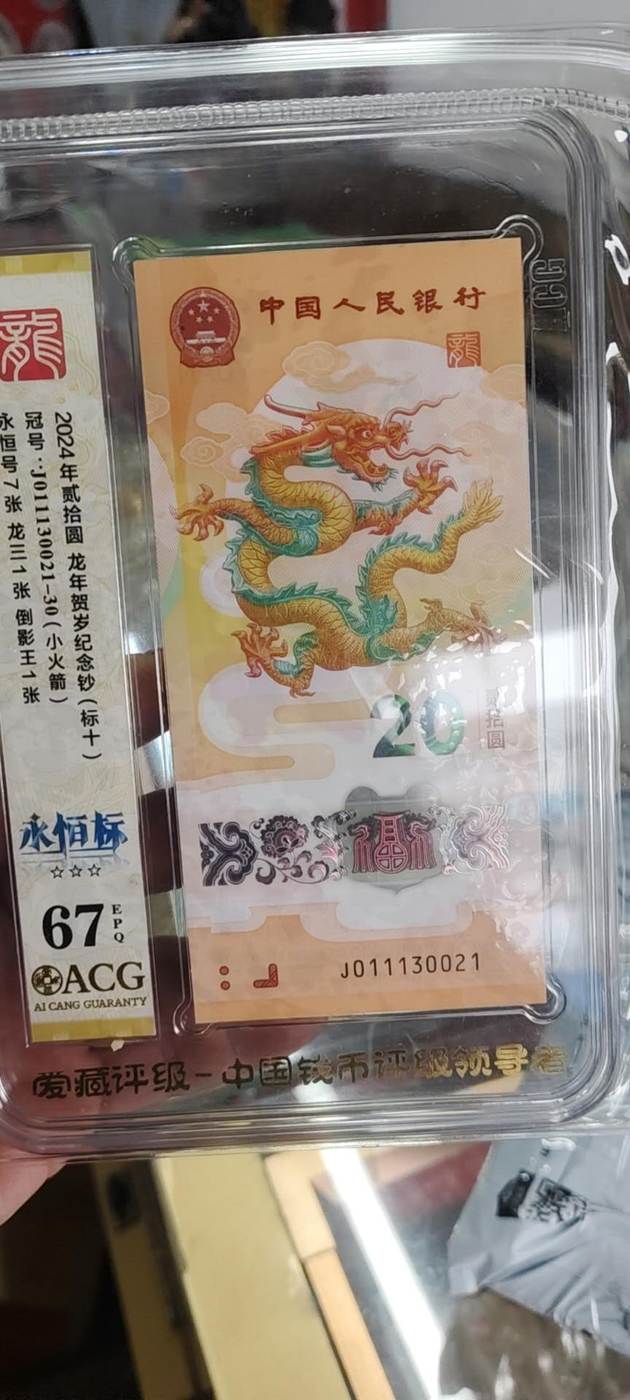 中国人民银行
龍
20
贰拾圆
福
J011130021
龍
2024年贰拾圆 龙年贺岁纪念钞(标十)
冠号:J011130021-30(小火箭)
永恒号7张 龙三1张 倒影王1张
永恒标
☆☆☆
67
EPQ
ACG
AI CANG GUARANTY
爱藏评级-中国钱币评级领导者